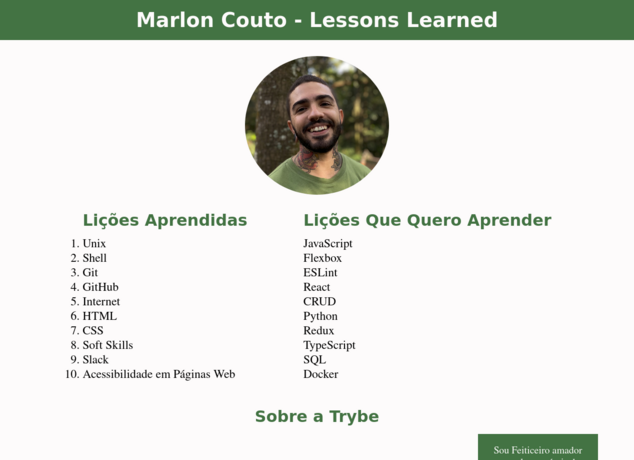 Marlon Couto - Lessons Learned
Lições Aprendidas
1. Unix
2. Shell
3. Git
4. GitHub
5. Internet
6. HTML
7. CSS
8. Soft Skills
9. Slack
10. Acessibilidade em Páginas Web
Lições Que Quero Aprender
JavaScript
Flexbox
ESLint
React
CRUD
Python
Redux
TypeScript
SQL
Docker
Sobre a Trybe
Sou Feiticeiro amador